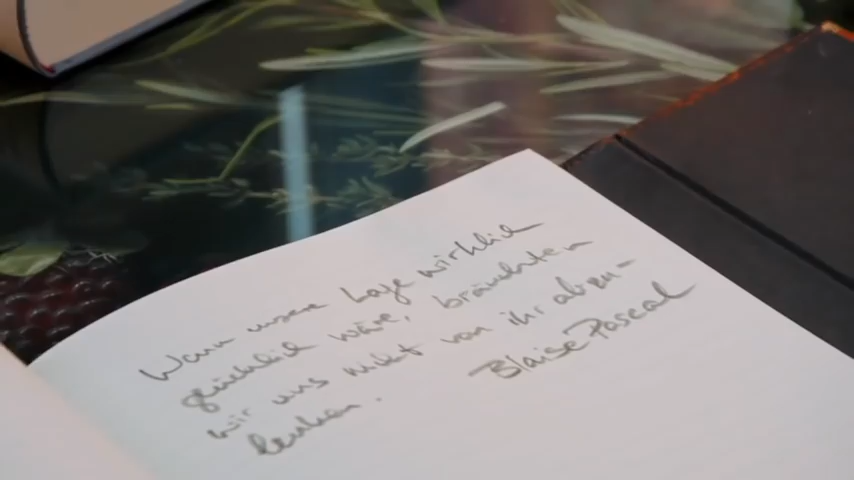 Wenn unsere Lage wirklich
glücklich wäre, bräuchten
wir uns nicht von ihr abzu-
lenken.
Blaise Pascal